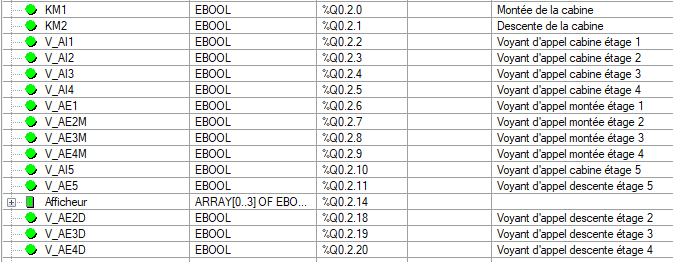 KM1 EBOOL %Q0.2.0 Montée de la cabine
KM2 EBOOL %Q0.2.1 Descente de la cabine
V_AI1 EBOOL %Q0.2.2 Voyant d'appel cabine étage 1
V_AI2 EBOOL %Q0.2.3 Voyant d'appel cabine étage 2
V_AI3 EBOOL %Q0.2.4 Voyant d'appel cabine étage 3
V_AI4 EBOOL %Q0.2.5 Voyant d'appel cabine étage 4
V_AE1 EBOOL %Q0.2.6 Voyant d'appel montée étage 1
V_AE2M EBOOL %Q0.2.7 Voyant d'appel montée étage 2
V_AE3M EBOOL %Q0.2.8 Voyant d'appel montée étage 3
V_AE4M EBOOL %Q0.2.9 Voyant d'appel montée étage 4
V_AI5 EBOOL %Q0.2.10 Voyant d'appel cabine étage 5
V_AE5 EBOOL %Q0.2.11 Voyant d'appel descente étage 5
Afficheur ARRAY[0..3] OF EBO... %Q0.2.14
V_AE2D EBOOL %Q0.2.18 Voyant d'appel descente étage 2
V_AE3D EBOOL %Q0.2.19 Voyant d'appel descente étage 3
V_AE4D EBOOL %Q0.2.20 Voyant d'appel descente étage 4